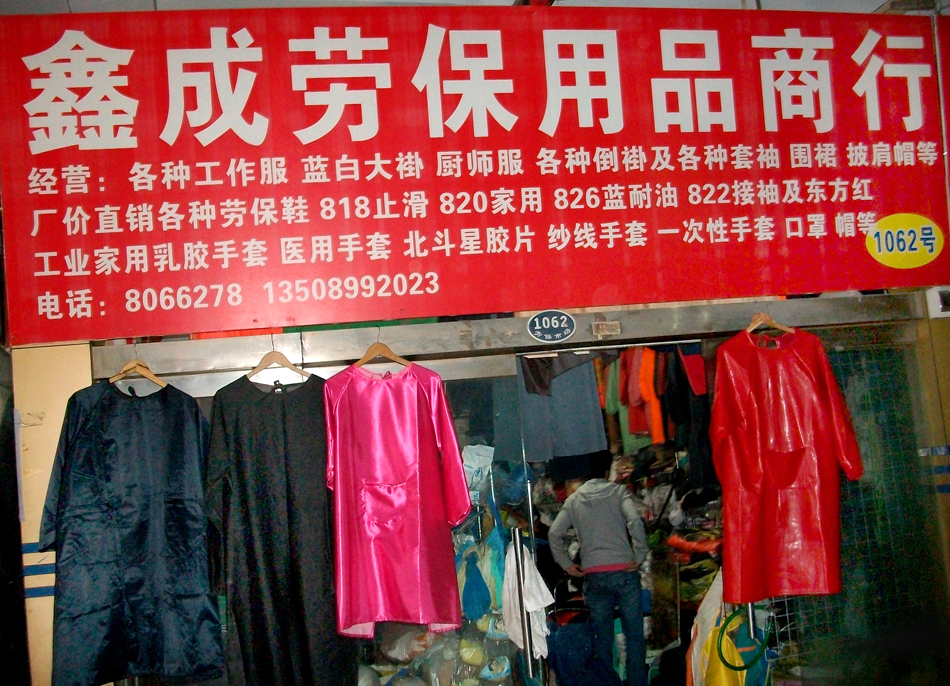 鑫成劳保用品商行
经营：各种工作服 蓝白大褂 厨师服 各种倒褂及各种套袖 围裙 披肩帽等
厂价直销各种劳保鞋 818止滑 820家用 826蓝耐油 822接袖及东方红
工业家用乳胶手套 医用手套 北斗星胶片 纱线手套 一次性手套 口罩 帽等
1062号
电话：8066278 13508992023
1062